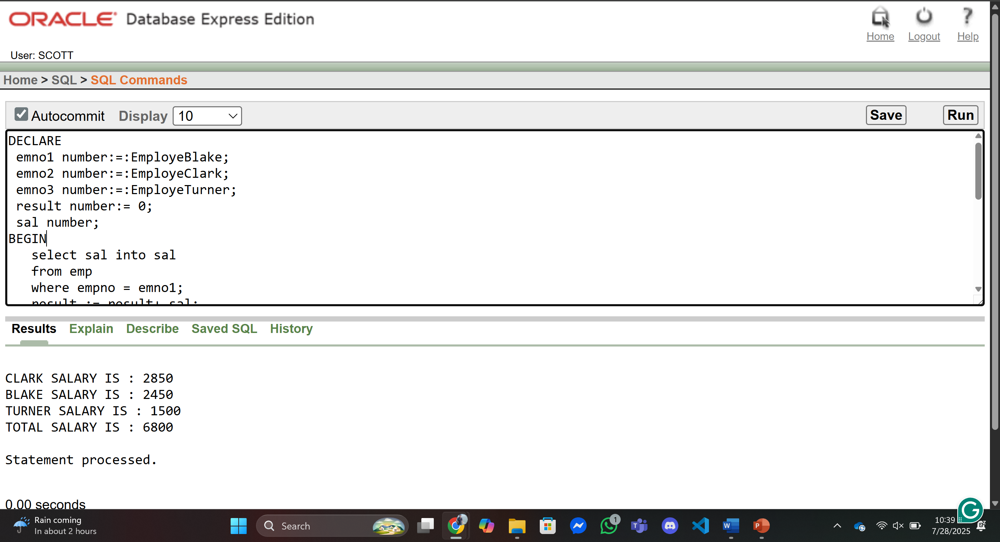 ORACLE Database Express Edition
Home Logout Help
User: SCOTT
Home > SQL > SQL Commands
Autocommit Display 10 Save Run
DECLARE
emno1 number:=:EmployeBlake;
emno2 number:=:EmployeClark;
emno3 number:=:EmployeTurner;
result number:= 0;
sal number;
BEGIN
select sal into sal
from emp
where empno = emno1;
result := result+ sal;
Results Explain Describe Saved SQL History
CLARK SALARY IS : 2850
BLAKE SALARY IS : 2450
TURNER SALARY IS : 1500
TOTAL SALARY IS : 6800
Statement processed.
0.00 seconds
Rain coming
In about 2 hours
Search
1
10:39
7/28/2025